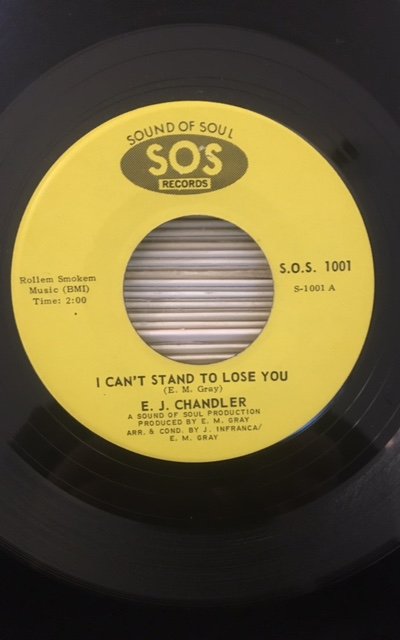 SOUND OF SOUL
SO'S
RECORDS
Rollem Smokem
Music (BMI)
Time: 2:00
S.O.S. 1001
S-1001 A
I CAN'T STAND TO LOSE YOU
(E. M. Gray)
E. J. CHANDLER
A SOUND OF SOUL PRODUCTION
PRODUCED BY E. M. GRAY
ARR. & COND. BY J. INFRANCA/
E. M. GRAY